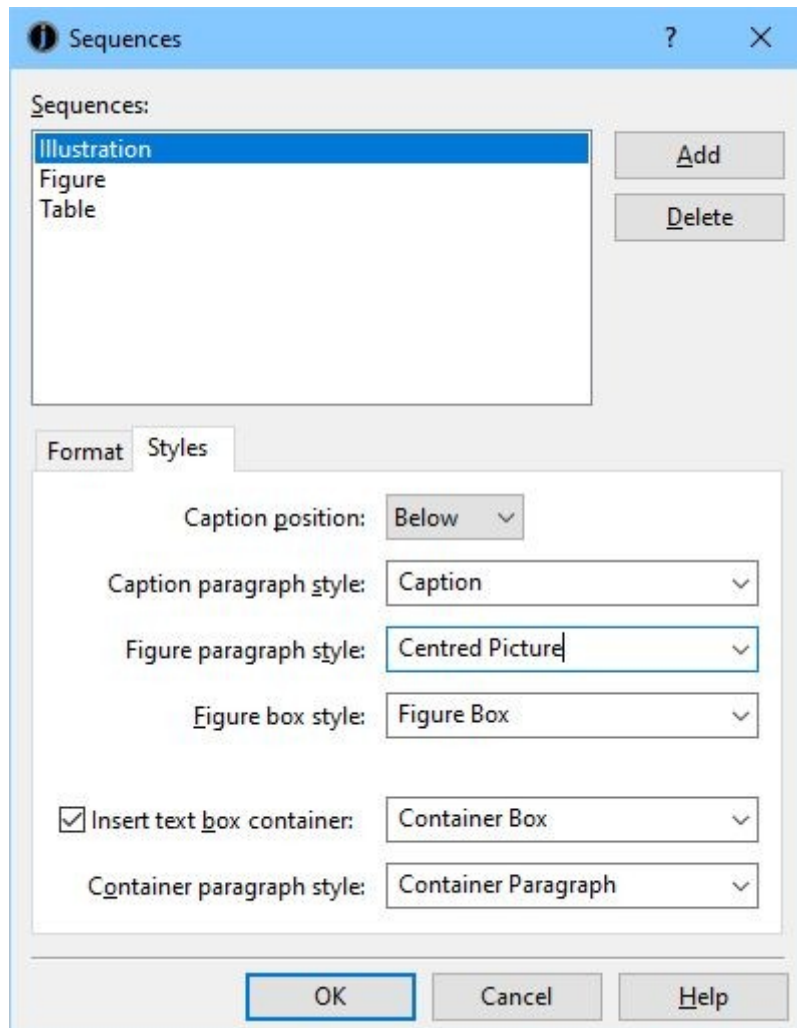 Sequences ?
Sequences:
Illustration
Figure
Table
Add
Delete
Format Styles
Caption position: Below
Caption paragraph style: Caption
Figure paragraph style: Centred Picture
Figure box style: Figure Box
Insert text box container: Container Box
Container paragraph style: Container Paragraph
OK Cancel Help